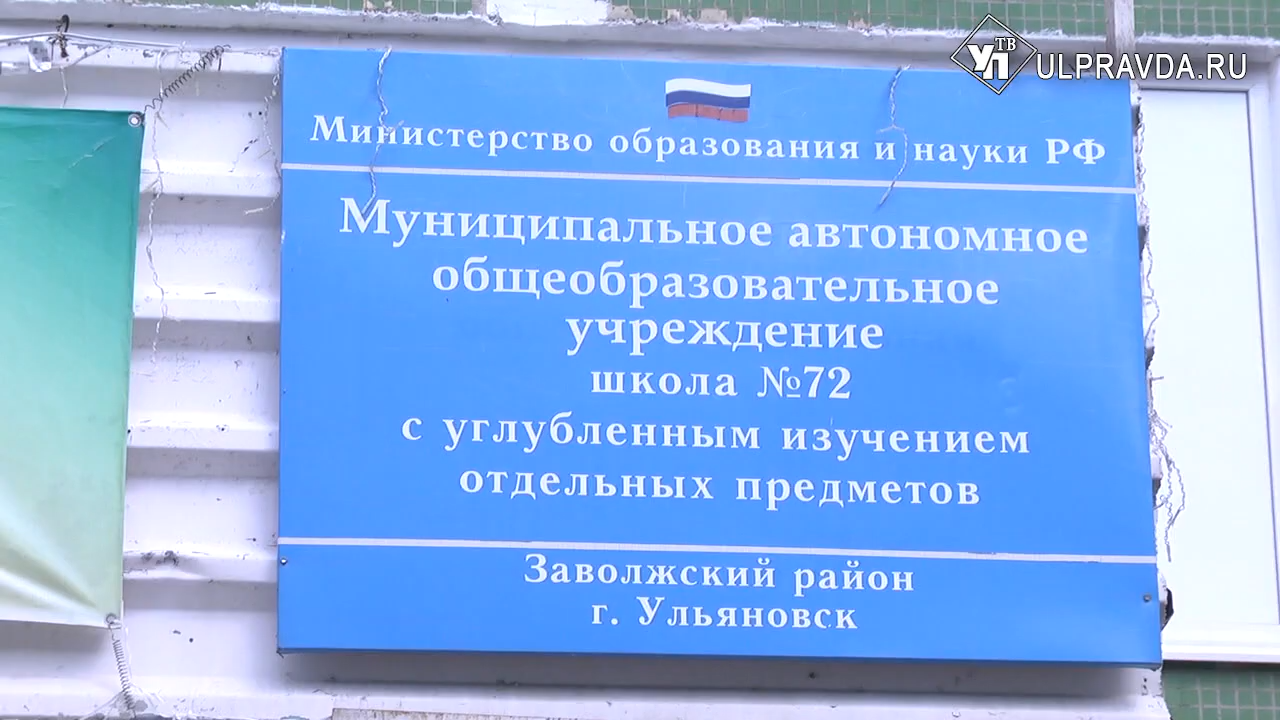 УП ТВ ULPRAVDA.RU
Министерство образования и науки РФ
Муниципальное автономное
общеобразовательное
учреждение
школа №72
с углубленным изучением
отдельных предметов
Заволжский район
г. Ульяновск